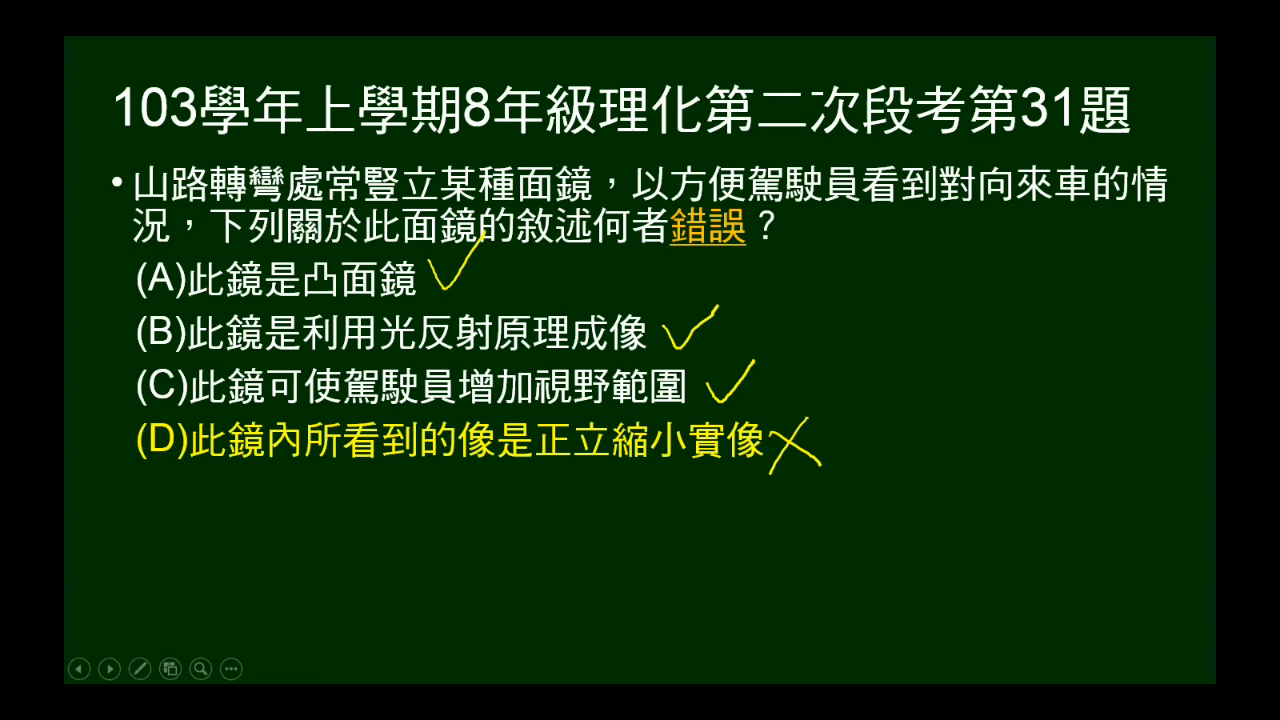 103學年上學期8年級理化第二次段考第31題
•山路轉彎處常豎立某種面鏡，以方便駕駛員看到對向來車的情
況，下列關於此面鏡的敘述何者錯誤？
(A)此鏡是凸面鏡
(B)此鏡是利用光反射原理成像
(C)此鏡可使駕駛員增加視野範圍
(D)此鏡內所看到的像是正立縮小實像